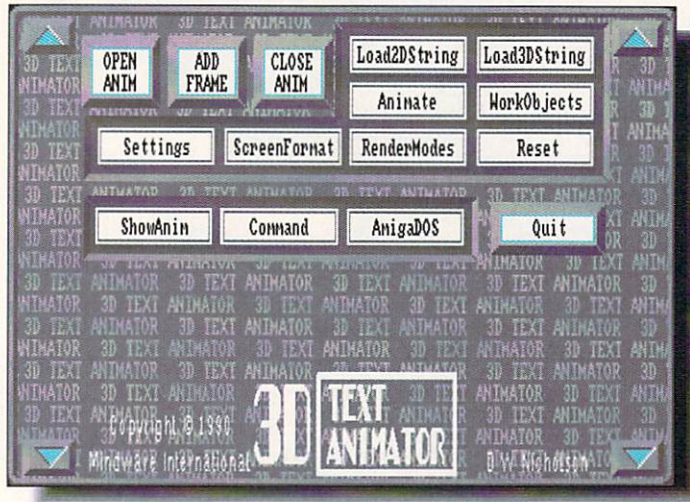 OPEN ANIM
ADD FRAME
CLOSE ANIM
Load2DString
Load3DString
Animate
WorkObjects
Settings
ScreenFormat
RenderModes
Reset
ShowAnim
Command
AmigaDOS
Quit
3D TEXT ANIMATOR
Copyright © 1990
Mindware International
D W Nicholson